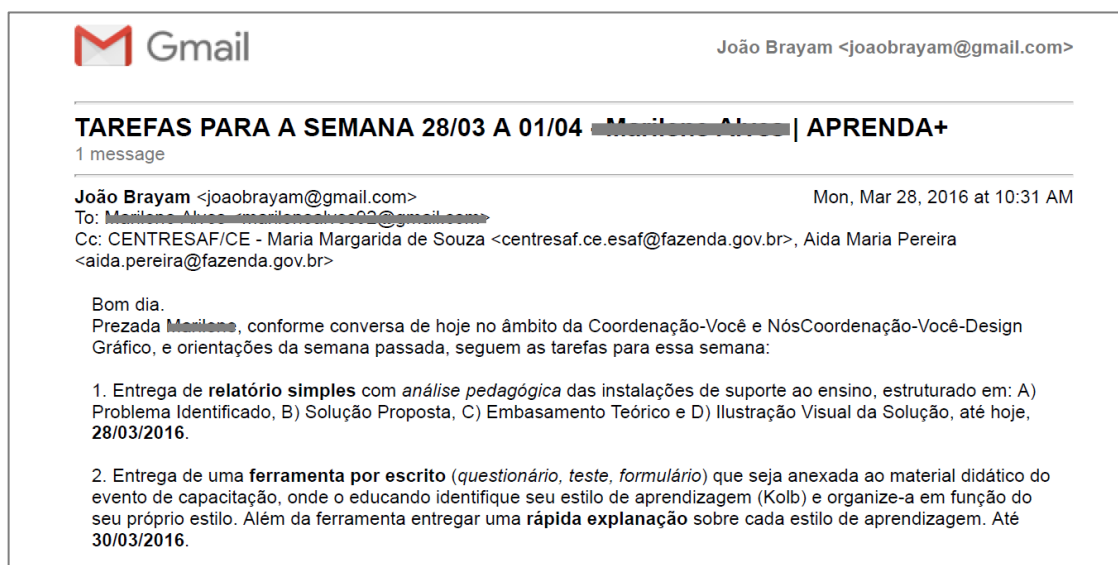 Gmail
João Brayam <joaobrayam@gmail.com>
TAREFAS PARA A SEMANA 28/03 A 01/04 | APRENDA+
1 message
João Brayam <joaobrayam@gmail.com>
Mon, Mar 28, 2016 at 10:31 AM
To:
Cc: CENTRESAF/CE - Maria Margarida de Souza <centresaf.ce.esaf@fazenda.gov.br>, Aida Maria Pereira
<aida.pereira@fazenda.gov.br>
Bom dia.
Prezada , conforme conversa de hoje no âmbito da Coordenação-Você e NósCoordenação-Você-Design
Gráfico, e orientações da semana passada, seguem as tarefas para essa semana:
1. Entrega de relatório simples com análise pedagógica das instalações de suporte ao ensino, estruturado em: A)
Problema Identificado, B) Solução Proposta, C) Embasamento Teórico e D) Ilustração Visual da Solução, até hoje,
28/03/2016.
2. Entrega de uma ferramenta por escrito (questionário, teste, formulário) que seja anexada ao material didático do
evento de capacitação, onde o educando identifique seu estilo de aprendizagem (Kolb) e organize-a em função do
seu próprio estilo. Além da ferramenta entregar uma rápida explanação sobre cada estilo de aprendizagem. Até
30/03/2016.